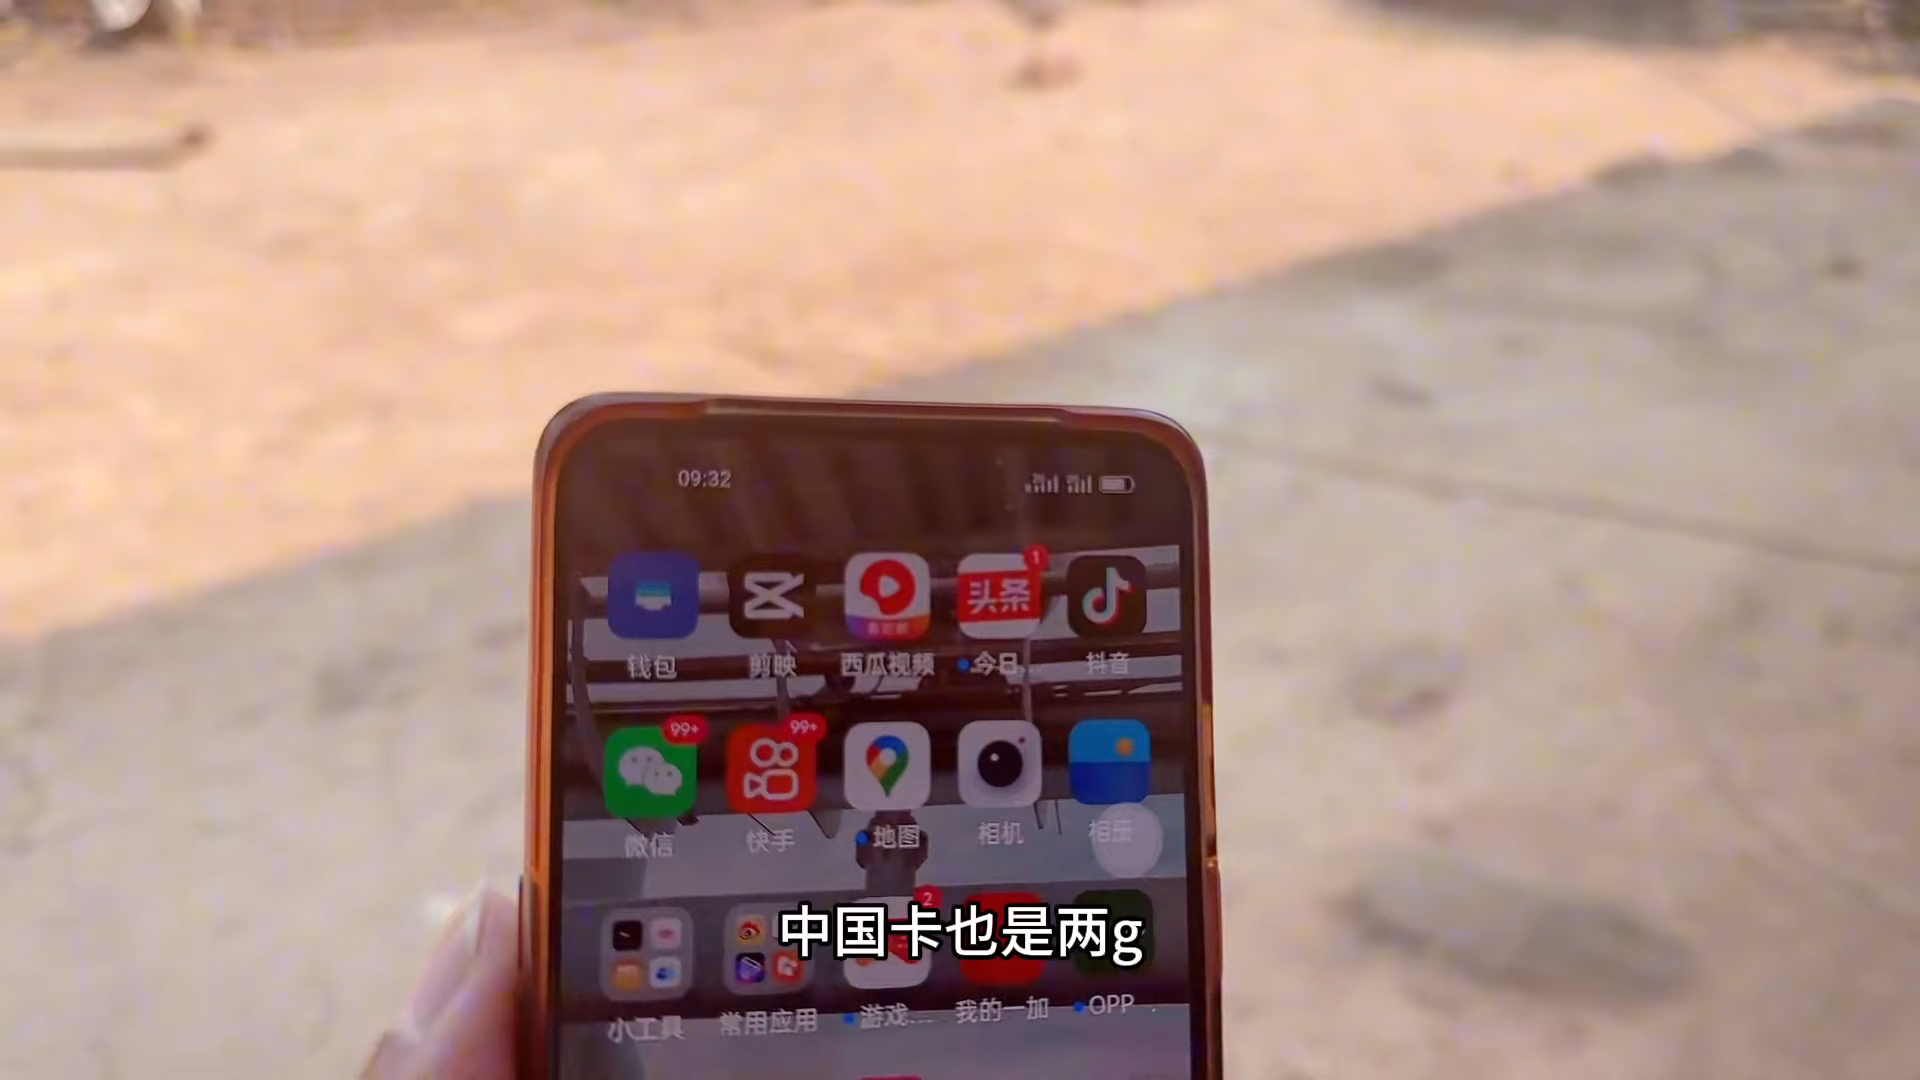 09:32
头条
1
钱包
剪映
西瓜视频
今日...
抖音
99+
99+
微信
快手
地图
相机
相册
2
中国卡也是两g
小工具
常用应用
游戏...
我的一加
OPP